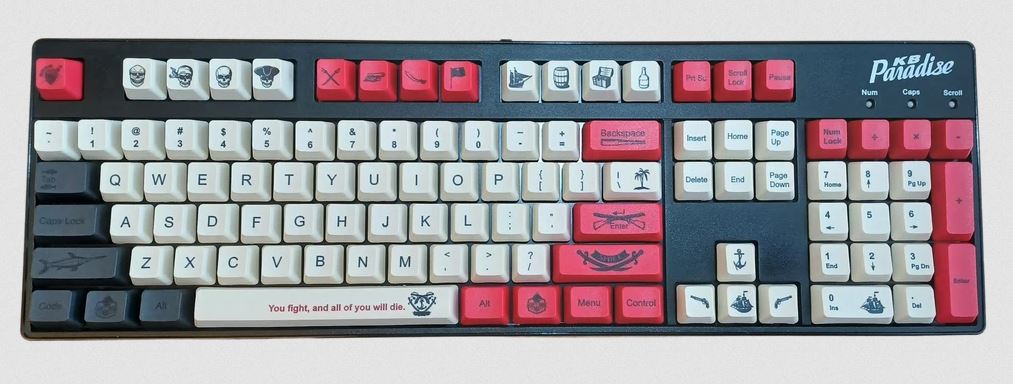 KB
Paradise
Prt Sc
Scroll Lock
Pause
Num Caps Scroll
~ ` ! 1 @ 2 # 3 $ 4 % 5 ^ 6 & 7 * 8 ( 9 ) 0 _ - + = Backspace
Insert Home Page Up
Num Lock ÷ × -
Tab Q W E R T Y U I O P { [ } ] | \
Delete End Page Down
7 Home 8 ↑ 9 Pg Up +
Caps Lock A S D F G H J K L : ; " ' Enter
4 ← 5 6 →
Z X C V B N M < , > . ? / SHIFT
1 End 2 ↓ 3 Pg Dn Enter
Code Alt You fight, and all of you will die. Alt Menu Control
0 Ins . Del